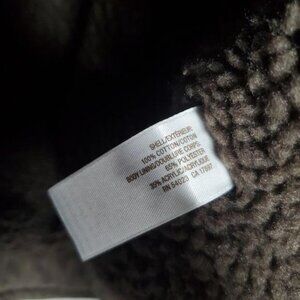 SHELL/EXTÉRIEUR:
100% COTTON/COTON
BODY LINING/DOUBLURE CORPS:
65% POLYESTER
35% ACRYLIC/ACRYLIQUE
RN 54023 CA 17897